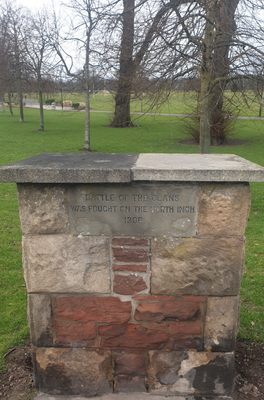 BATTLE OF THE CLANS
WAS FOUGHT ON THE NORTH INCH
1396